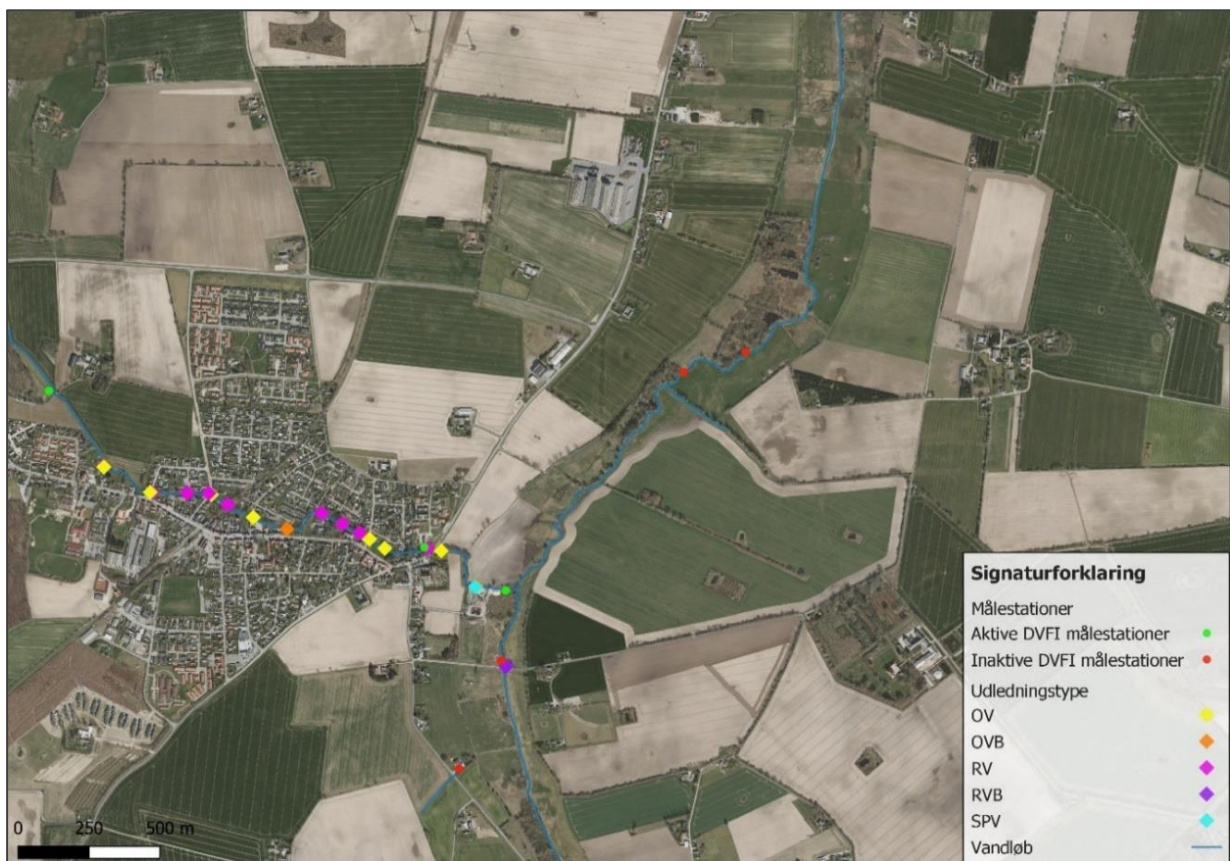 Signaturforklaring
Målestationer
Aktive DVFI målestationer
Inaktive DVFI målestationer
Udledningstype
OV
OVB
RV
RVB
SPV
Vandløb
0 250 500 m